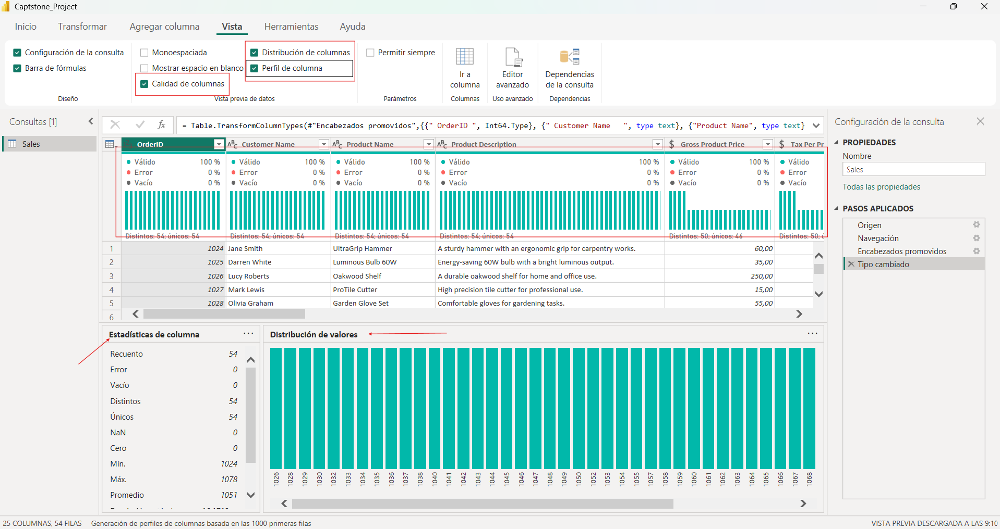 Captstone_Project
Inicio Transformar Agregar columna Vista Herramientas Ayuda
Configuración de la consulta
Barra de fórmulas
Diseño
Monoespaciada
Mostrar espacio en blanco
Calidad de columnas
Distribución de columnas
Perfil de columna
Vista previa de datos
Permitir siempre
Parámetros
Ir a
columna
Columnas
Editor
avanzado
Uso avanzado
Dependencias
de la consulta
Dependencias
Consultas [1]
Sales
fx
= Table.TransformColumnTypes(#"Encabezados promovidos",{{" OrderID ", Int64.Type}, {" Customer Name   ", type text}, {"Product Name", type text}
OrderID ABC Customer Name ABC Product Name ABC Product Description $ Gross Product Price $ Tax Per Pr
Válido 100 % Válido 100 % Válido 100 % Válido 100 % Válido 100 % Válido
Error 0 % Error 0 % Error 0 % Error 0 % Error 0 % Error
Vacío 0 % Vacío 0 % Vacío 0 % Vacío 0 % Vacío 0 % Vacío
Distintos: 54; únicos: 54 Distintos: 54; únicos: 54 Distintos: 54; únicos: 54 Distintos: 54; únicos: 54 Distintos: 50; únicos: 46 Distintos: 50;
1 1024 Jane Smith UltraGrip Hammer A sturdy hammer with an ergonomic grip for carpentry works. 60,00
2 1025 Darren White Luminous Bulb 60W Energy-saving 60W bulb with a bright luminous output. 35,00
3 1026 Lucy Roberts Oakwood Shelf A durable oakwood shelf for home and office use. 250,00
4 1027 Mark Lewis ProTile Cutter High precision tile cutter for professional use. 15,00
5 1028 Olivia Graham Garden Glove Set Comfortable gloves for gardening tasks. 55,00
6
Estadísticas de columna ...
Recuento 54
Error 0
Vacío 0
Distintos 54
Únicos 54
NaN 0
Cero 0
Mín. 1024
Máx. 1078
Promedio 1051
Distribución de valores ...
1026 1028 1029 1030 1032 1033 1034 1035 1036 1037 1038 1040 1041 1042 1043 1044 1045 1046 1047 1048 1049 1050 1052 1053 1054 1055 1057 1058 1059 1060 1061 1062 1063 1064 1065 1066 1067 1068
Configuración de la consulta
PROPIEDADES
Nombre
Sales
Todas las propiedades
PASOS APLICADOS
Origen
Navegación
Encabezados promovidos
Tipo cambiado
25 COLUMNAS, 54 FILAS Generación de perfiles de columnas basada en las 1000 primeras filas
VISTA PREVIA DESCARGADA A LAS 9:10